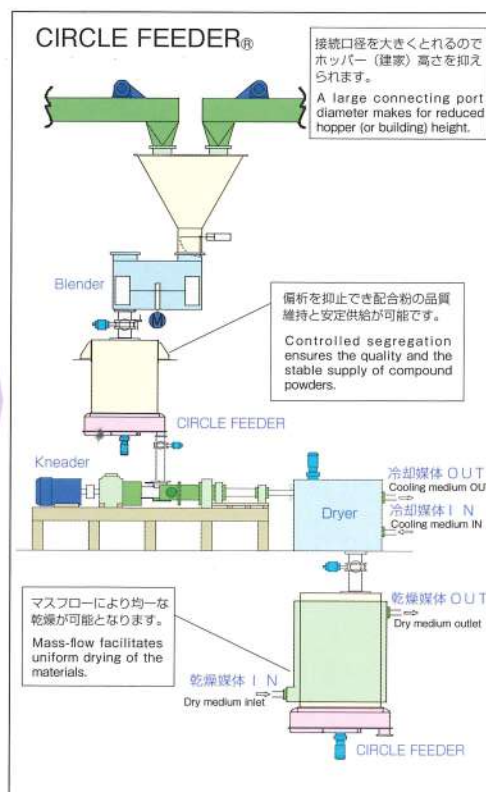 CIRCLE FEEDER®
接続口径を大きくとれるので
ホッパー（建家）高さを抑え
られます。
A large connecting port
diameter makes for reduced
hopper (or building) height.
Blender
M
偏析を抑止でき配合粉の品質
維持と安定供給が可能です。
Controlled segregation
ensures the quality and the
stable supply of compound
powders.
CIRCLE FEEDER
Kneader
冷却媒体 OUT
Cooling medium OU
冷却媒体 I N
Cooling medium IN
Dryer
マスフローにより均一な
乾燥が可能となります。
Mass-flow facilitates
uniform drying of the
materials.
乾燥媒体 OUT
Dry medium outlet
乾燥媒体 I N
Dry medium inlet
CIRCLE FEEDER